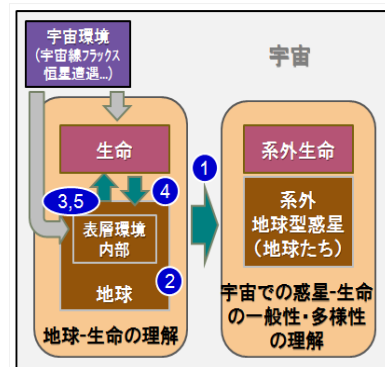 宇宙環境
(宇宙線フラックス
恒星遭遇...)
宇宙
生命
3,5
4
表層環境
内部
2
地球
地球-生命の理解
1
系外生命
系外
地球型惑星
(地球たち)
宇宙での惑星-生命
の一般性・多様性
の理解